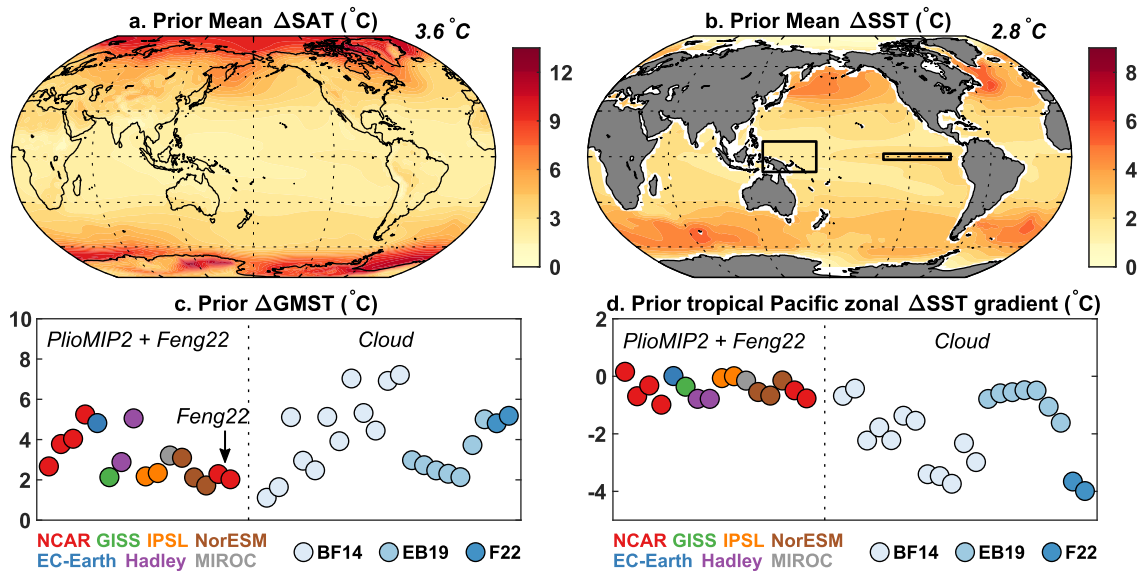 a. Prior Mean ΔSAT (°C)
3.6 °C
12
9
6
3
0
b. Prior Mean ΔSST (°C)
2.8 °C
8
6
4
2
0
c. Prior ΔGMST (°C)
10
8
6
4
2
0
PlioMIP2 + Feng22
Cloud
Feng22
NCAR GISS IPSL NorESM
EC-Earth Hadley MIROC
BF14 EB19 F22
d. Prior tropical Pacific zonal ΔSST gradient (°C)
2
0
-2
-4
PlioMIP2 + Feng22
Cloud
NCAR GISS IPSL NorESM
EC-Earth Hadley MIROC
BF14 EB19 F22